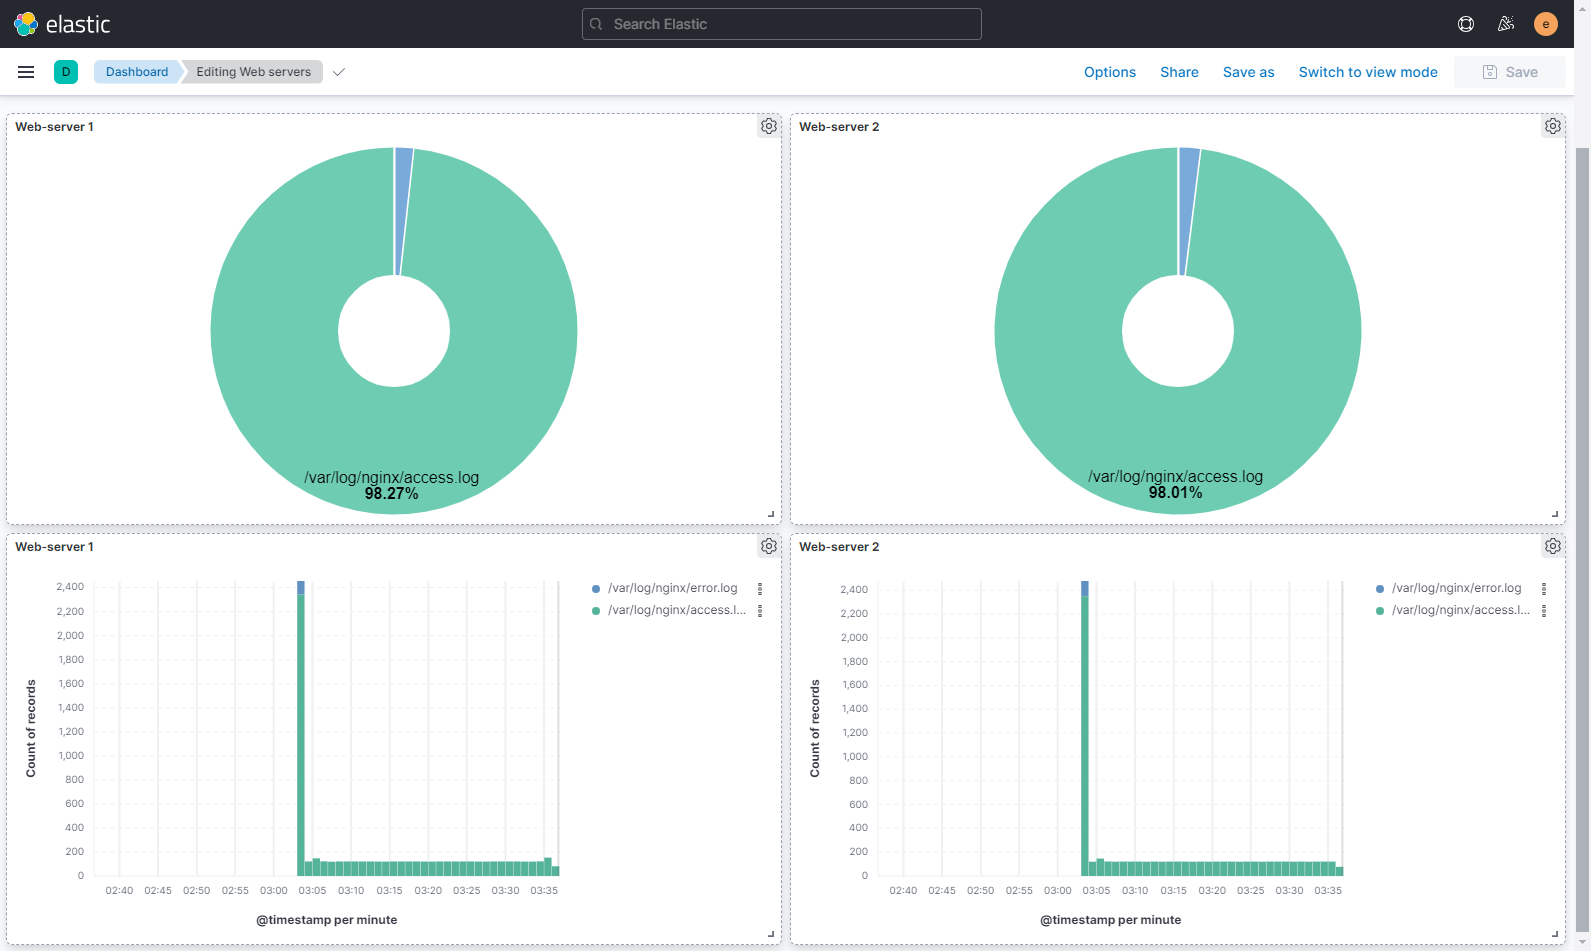 elastic
Search Elastic
e
D
Dashboard
Editing Web servers
Options
Share
Save as
Switch to view mode
Save
Web-server 1
/var/log/nginx/access.log
98.27%
Web-server 2
/var/log/nginx/access.log
98.01%
Web-server 1
Count of records
2,400
2,200
2,000
1,800
1,600
1,400
1,200
1,000
800
600
400
200
0
02:40 02:45 02:50 02:55 03:00 03:05 03:10 03:15 03:20 03:25 03:30 03:35
@timestamp per minute
/var/log/nginx/error.log
/var/log/nginx/access.l...
Web-server 2
Count of records
2,400
2,200
2,000
1,800
1,600
1,400
1,200
1,000
800
600
400
200
0
02:40 02:45 02:50 02:55 03:00 03:05 03:10 03:15 03:20 03:25 03:30 03:35
@timestamp per minute
/var/log/nginx/error.log
/var/log/nginx/access.l...